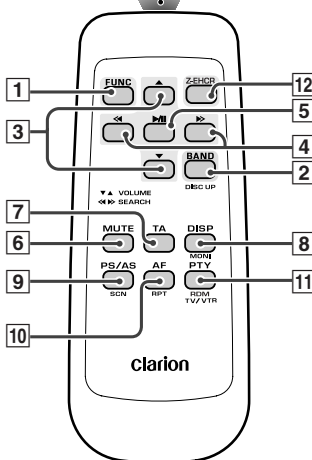 FUNC Z-EHCR
1 12
▲
5
3 ◀◀ ▶/II ▶▶
4
▼ BAND
2
DISC UP
▼▲ VOLUME
◀◀ ▶▶ SEARCH
7
MUTE TA DISP
6 8
MONI
PS/AS AF PTY
9 11
SCN RPT RDM
TV/VTR
10
clarion